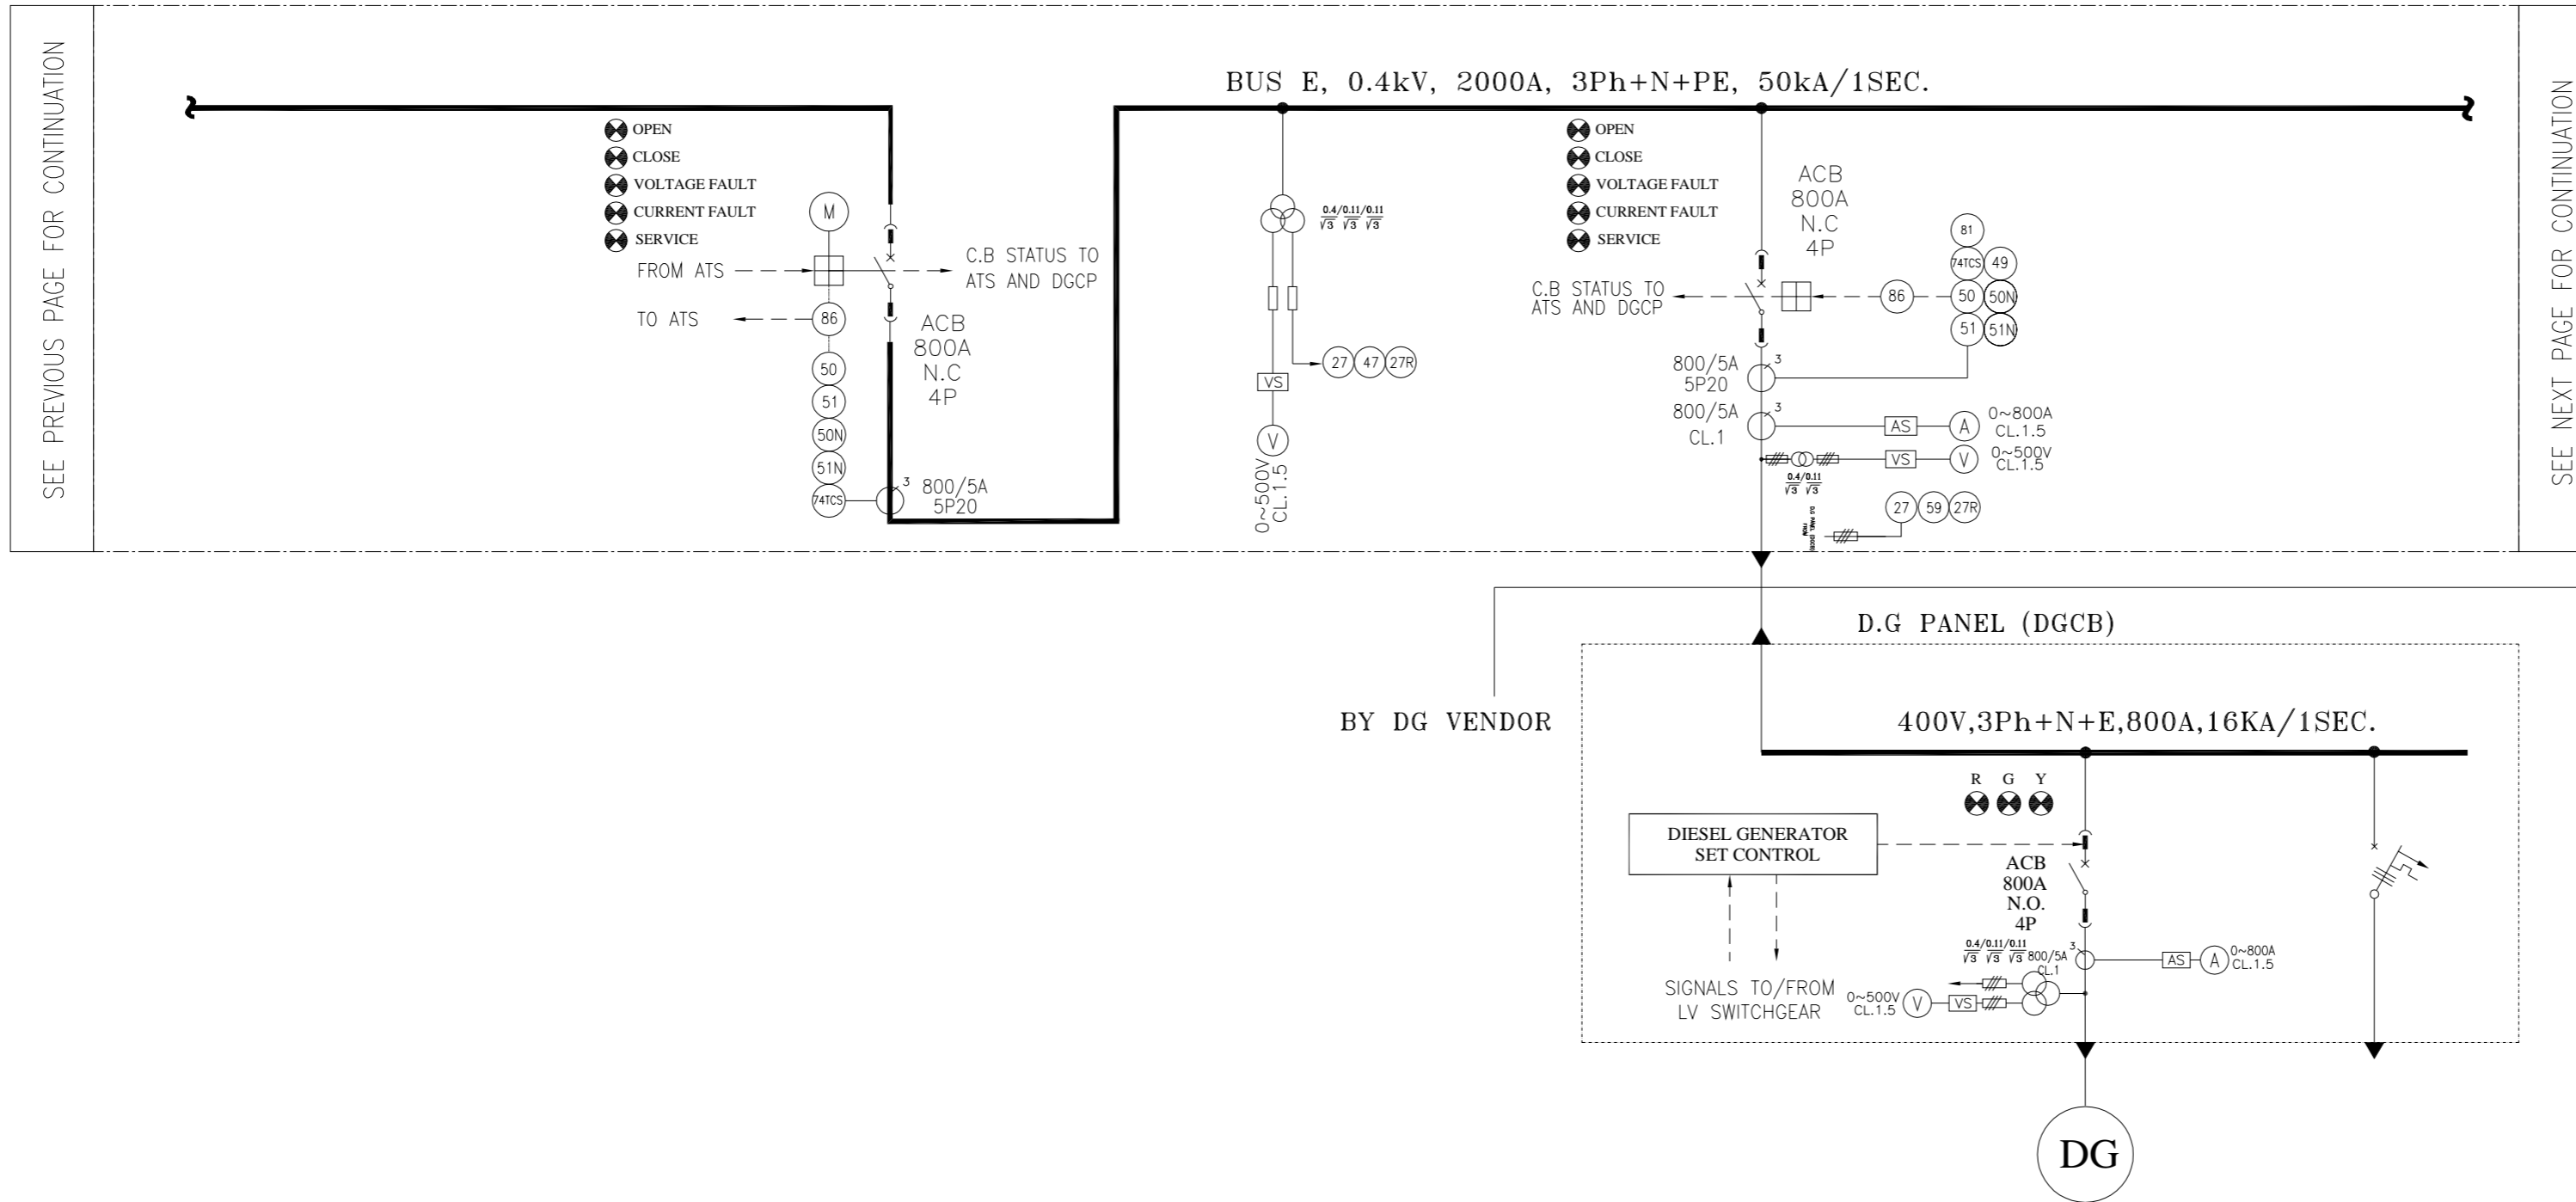 SEE PREVIOUS PAGE FOR CONTINUATION
BUS E, 0.4kV, 2000A, 3Ph+N+PE, 50kA/1SEC.
OPEN
CLOSE
VOLTAGE FAULT
CURRENT FAULT
SERVICE
M
FROM ATS
C.B STATUS TO
ATS AND DGCP
TO ATS
86
ACB
800A
N.C
4P
50
51
50N
51N
74TCS
3
800/5A
5P20
0.4/0.11/0.11
√3 √3 √3
27
47
27R
VS
V
0~500V
CL.1.5
OPEN
CLOSE
VOLTAGE FAULT
CURRENT FAULT
SERVICE
ACB
800A
N.C
4P
C.B STATUS TO
ATS AND DGCP
86
81
74TCS
49
50
50N
51
51N
800/5A
5P20
3
800/5A
CL.1
3
AS
A
0~800A
CL.1.5
VS
V
0~500V
CL.1.5
0.4/0.11
√3 √3
27
59
27R
SEE NEXT PAGE FOR CONTINUATION
D.G PANEL (DGCB)
BY DG VENDOR
400V,3Ph+N+E,800A,16KA/1SEC.
R G Y
DIESEL GENERATOR
SET CONTROL
ACB
800A
N.O.
4P
SIGNALS TO/FROM
LV SWITCHGEAR
0.4/0.11/0.11
√3 √3 √3
800/5A
CL.1
3
AS
A
0~800A
CL.1.5
0~500V
CL.1.5
V
VS
DG